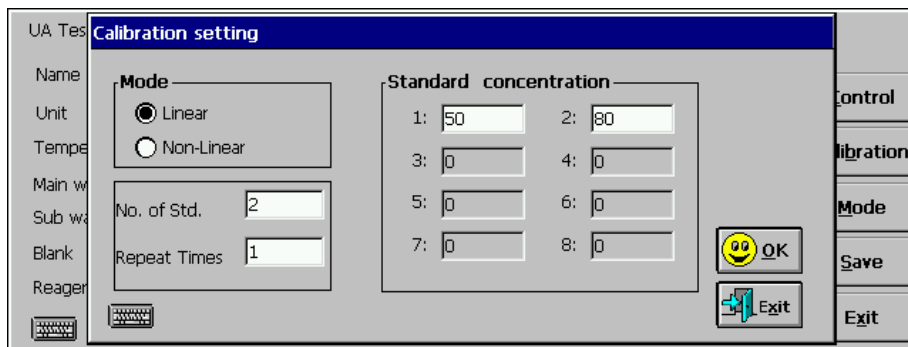 UA Tes
Calibration setting
Name
Unit
Tempe
Main w
Sub wa
Blank
Reager
Mode
Linear
Non-Linear
No. of Std. 2
Repeat Times 1
Standard concentration
1: 50 2: 80
3: 0 4: 0
5: 0 6: 0
7: 0 8: 0
OK
Exit
Control
libration
Mode
Save
Exit